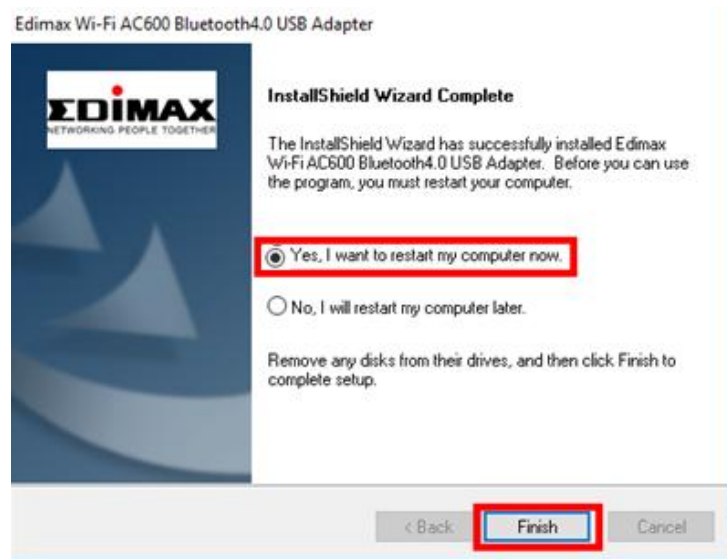 Edimax Wi-Fi AC600 Bluetooth4.0 USB Adapter
EDIMAX
NETWORKING PEOPLE TOGETHER
InstallShield Wizard Complete
The InstallShield Wizard has successfully installed Edimax
Wi-Fi AC600 Bluetooth4.0 USB Adapter. Before you can use
the program, you must restart your computer.
Yes, I want to restart my computer now.
No, I will restart my computer later.
Remove any disks from their drives, and then click Finish to
complete setup.
< Back
Finish
Cancel